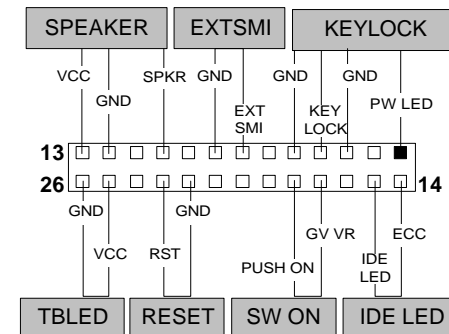 SPEAKER EXTSMI KEYLOCK
VCC SPKR GND GND GND
GND EXT KEY PW LED
SMI LOCK
13
26 14
GND GND
GV VR ECC
VCC RST
PUSH ON IDE
LED
TBLED RESET SW ON IDE LED